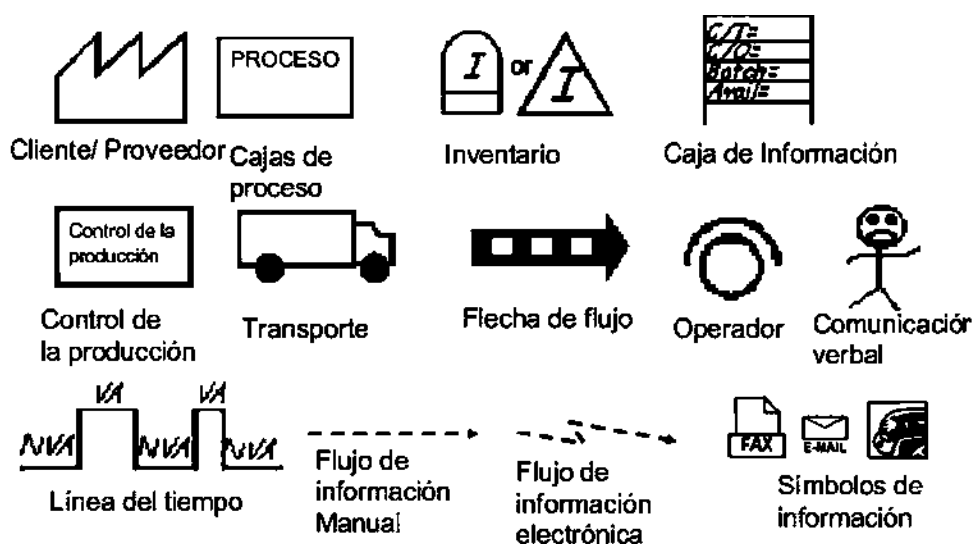 PROCESO
I
or
I
C/T=
C/O=
Batch=
Avail=
Cliente/ Proveedor
Cajas de
proceso
Inventario
Caja de Información
Control de la
producción
Control de
la producción
Transporte
Flecha de flujo
Operador
Comunicación
verbal
VA
VA
NVA
NVA
NVA
Línea del tiempo
Flujo de
información
Manual
Flujo de
información
electrónica
FAX
E-MAIL
Símbolos de
información